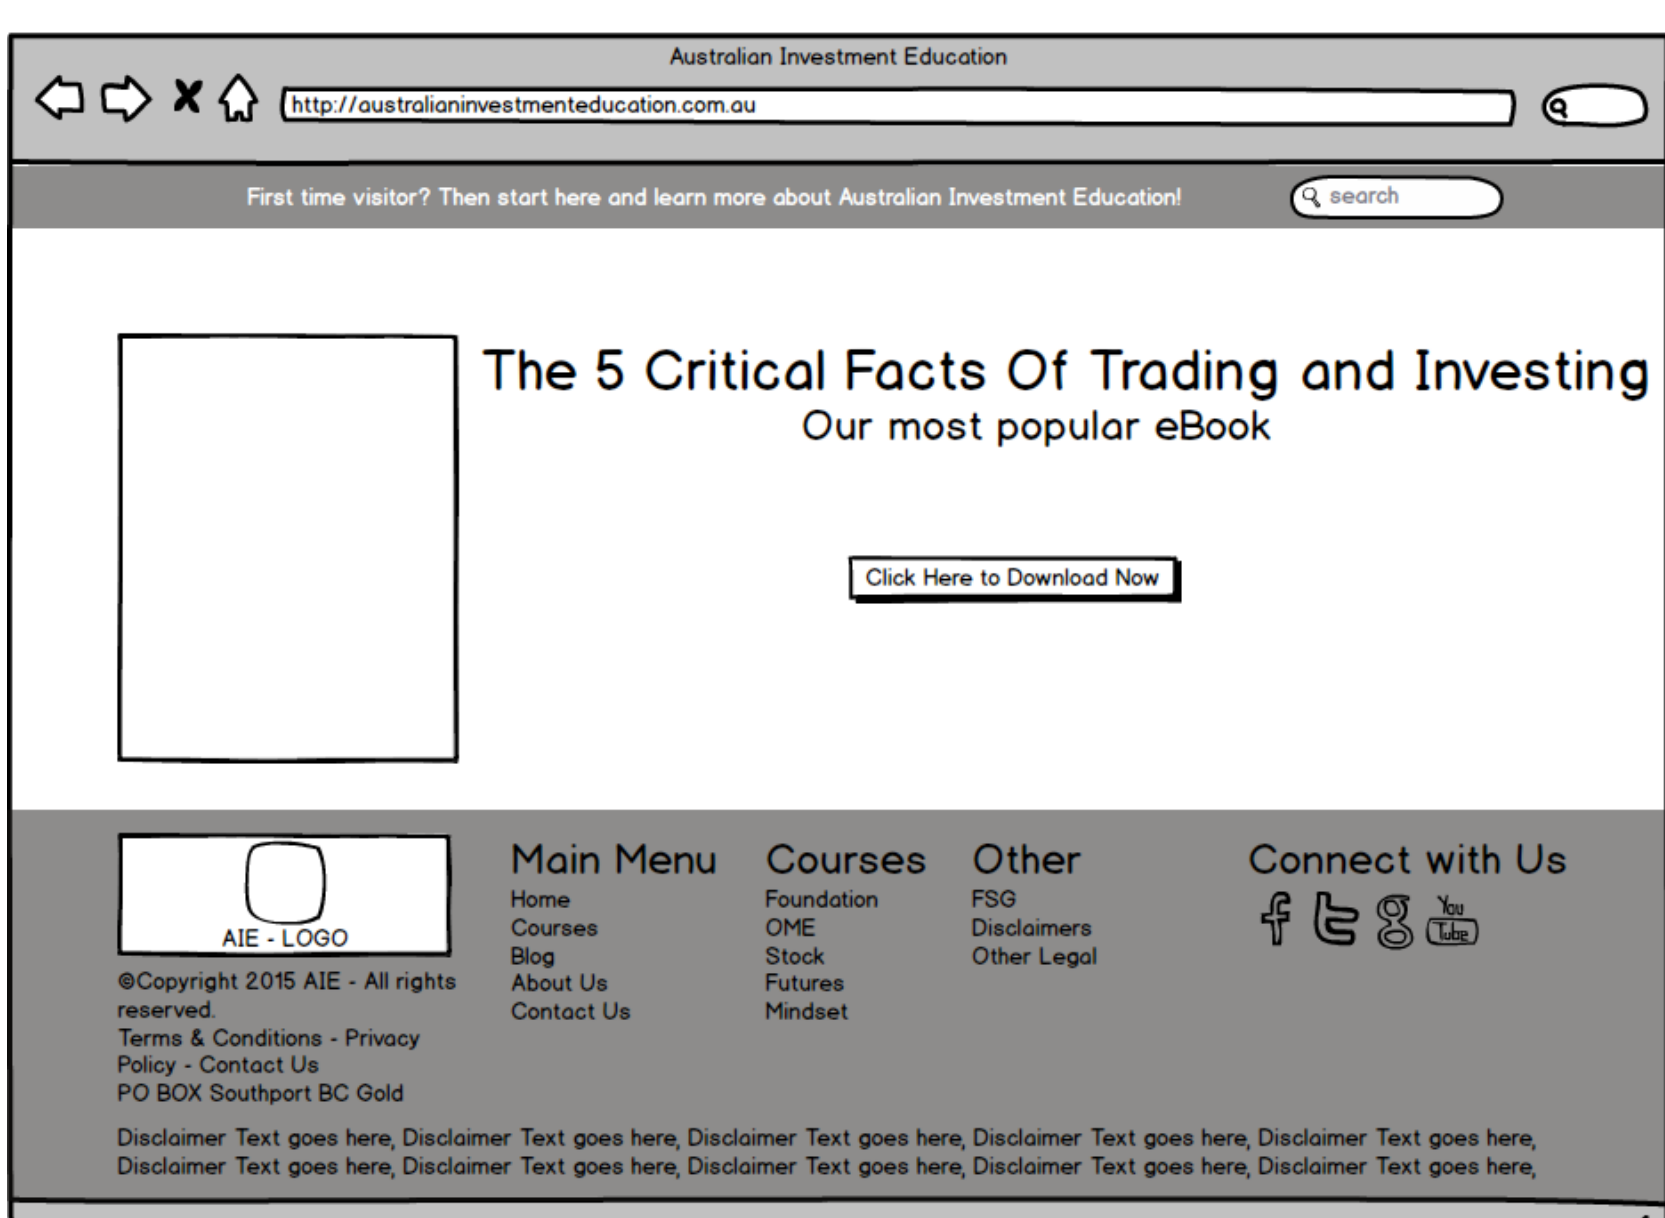 Australian Investment Education
http://australianinvestmenteducation.com.au
First time visitor? Then start here and learn more about Australian Investment Education!
search
The 5 Critical Facts Of Trading and Investing
Our most popular eBook
Click Here to Download Now
AIE - LOGO
©Copyright 2015 AIE - All rights
reserved.
Terms & Conditions - Privacy
Policy - Contact Us
PO BOX Southport BC Gold
Main Menu
Home
Courses
Blog
About Us
Contact Us
Courses
Foundation
OME
Stock
Futures
Mindset
Other
FSG
Disclaimers
Other Legal
Connect with Us
You
Tube
Disclaimer Text goes here, Disclaimer Text goes here, Disclaimer Text goes here, Disclaimer Text goes here, Disclaimer Text goes here,
Disclaimer Text goes here, Disclaimer Text goes here, Disclaimer Text goes here, Disclaimer Text goes here, Disclaimer Text goes here,